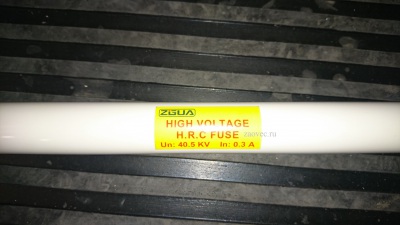 ZGUA
HIGH VOLTAGE
H.R.C FUSE
Un: 40.5 KV In: 0.3 A